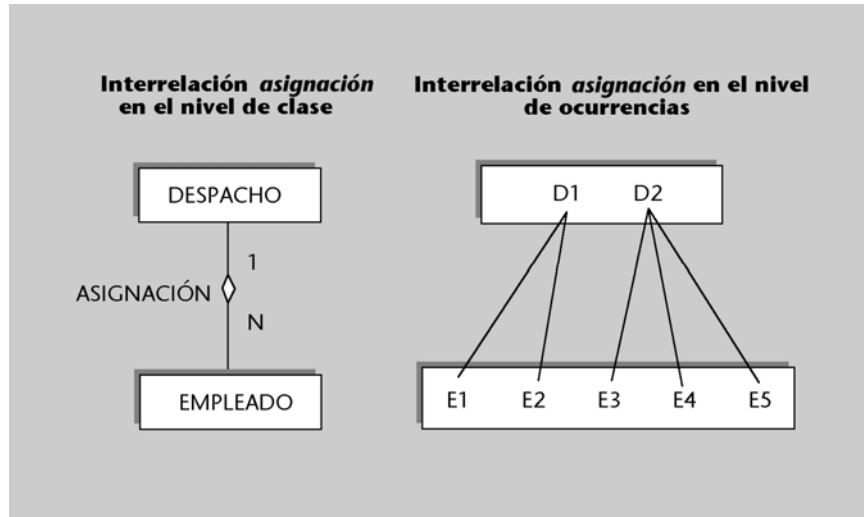 Interrelación asignación
en el nivel de clase
DESPACHO
1
ASIGNACIÓN
N
EMPLEADO
Interrelación asignación en el nivel
de ocurrencias
D1 D2
E1 E2 E3 E4 E5